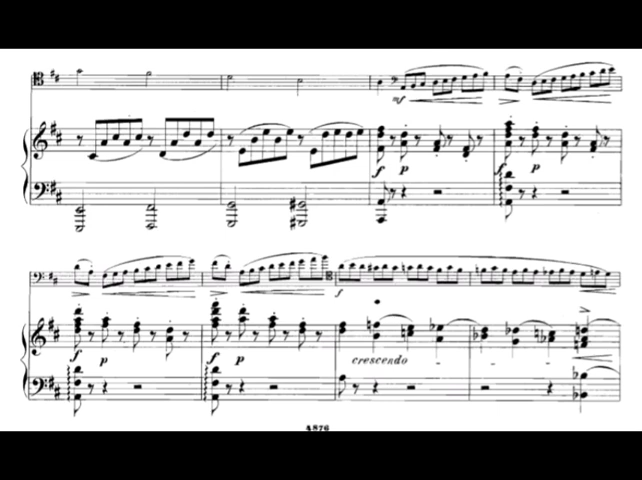 mf
f p f p
f p f p
f
crescendo
4876